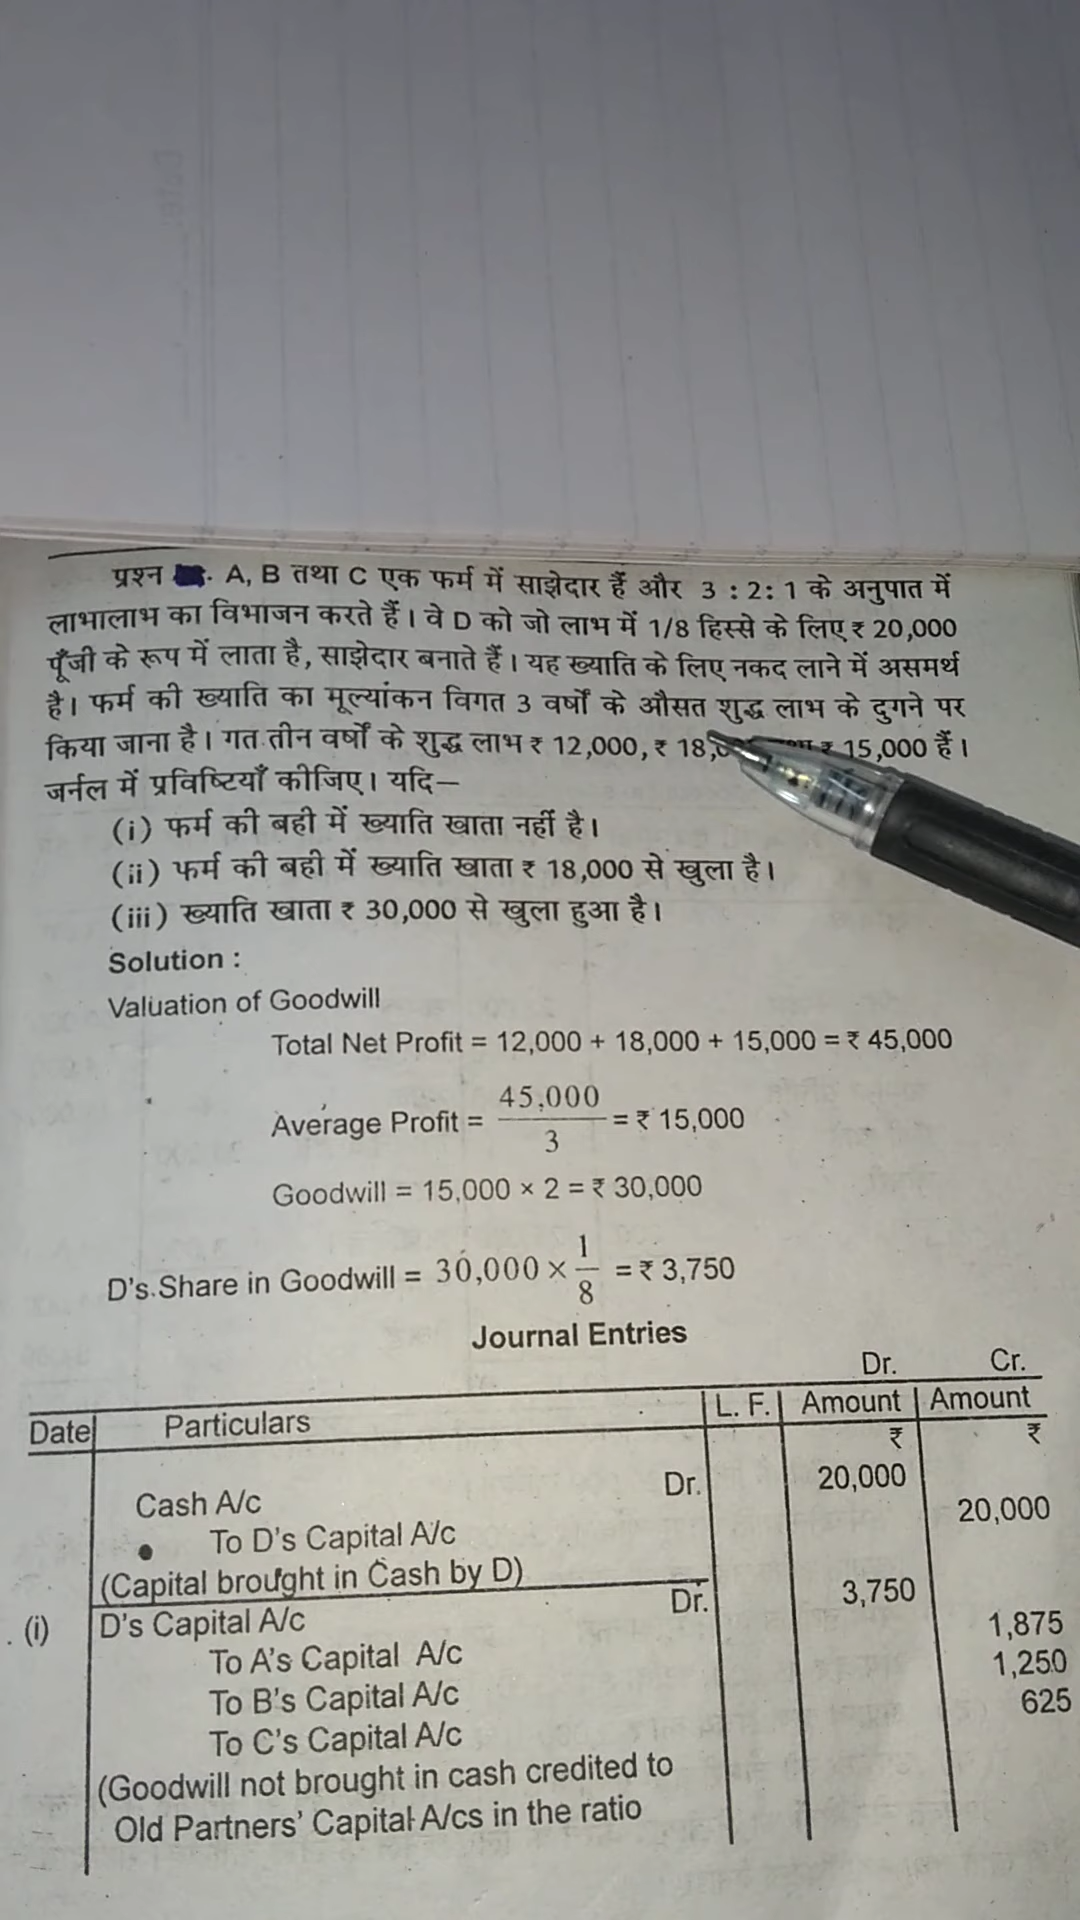 प्रश्न . A, B तथा C एक फर्म में साझेदार हैं और 3 : 2 : 1 के अनुपात में
लाभालाभ का विभाजन करते हैं। वे D को जो लाभ में 1/8 हिस्से के लिए ₹ 20,000
पूँजी के रूप में लाता है, साझेदार बनाते हैं। यह ख्याति के लिए नकद लाने में असमर्थ
है। फर्म की ख्याति का मूल्यांकन विगत 3 वर्षों के औसत शुद्ध लाभ के दुगने पर
किया जाना है। गत तीन वर्षों के शुद्ध लाभ ₹ 12,000, ₹ ₹ 15,000 हैं।
जर्नल में प्रविष्टियाँ कीजिए। यदि–
(i) फर्म की बही में ख्याति खाता नहीं है।
(ii) फर्म की बही में ख्याति खाता ₹ 18,000 से खुला है।
(iii) ख्याति खाता ₹ 30,000 से खुला हुआ है।
Solution :
Valuation of Goodwill
Total Net Profit = 12,000 + 18,000 + 15,000 = ₹ 45,000
Average Profit = 45,000 / 3 = ₹ 15,000
Goodwill = 15,000 × 2 = ₹ 30,000
D's Share in Goodwill = 30,000 × 1/8 = ₹ 3,750
Journal Entries
Dr. Cr.
Date Particulars L. F. Amount Amount
₹ ₹
Cash A/c Dr. 20,000
To D's Capital A/c 20,000
(Capital brought in Cash by D)
(i) D's Capital A/c Dr. 3,750
To A's Capital A/c 1,875
To B's Capital A/c 1,250
To C's Capital A/c 625
(Goodwill not brought in cash credited to
Old Partners' Capital A/cs in the ratio